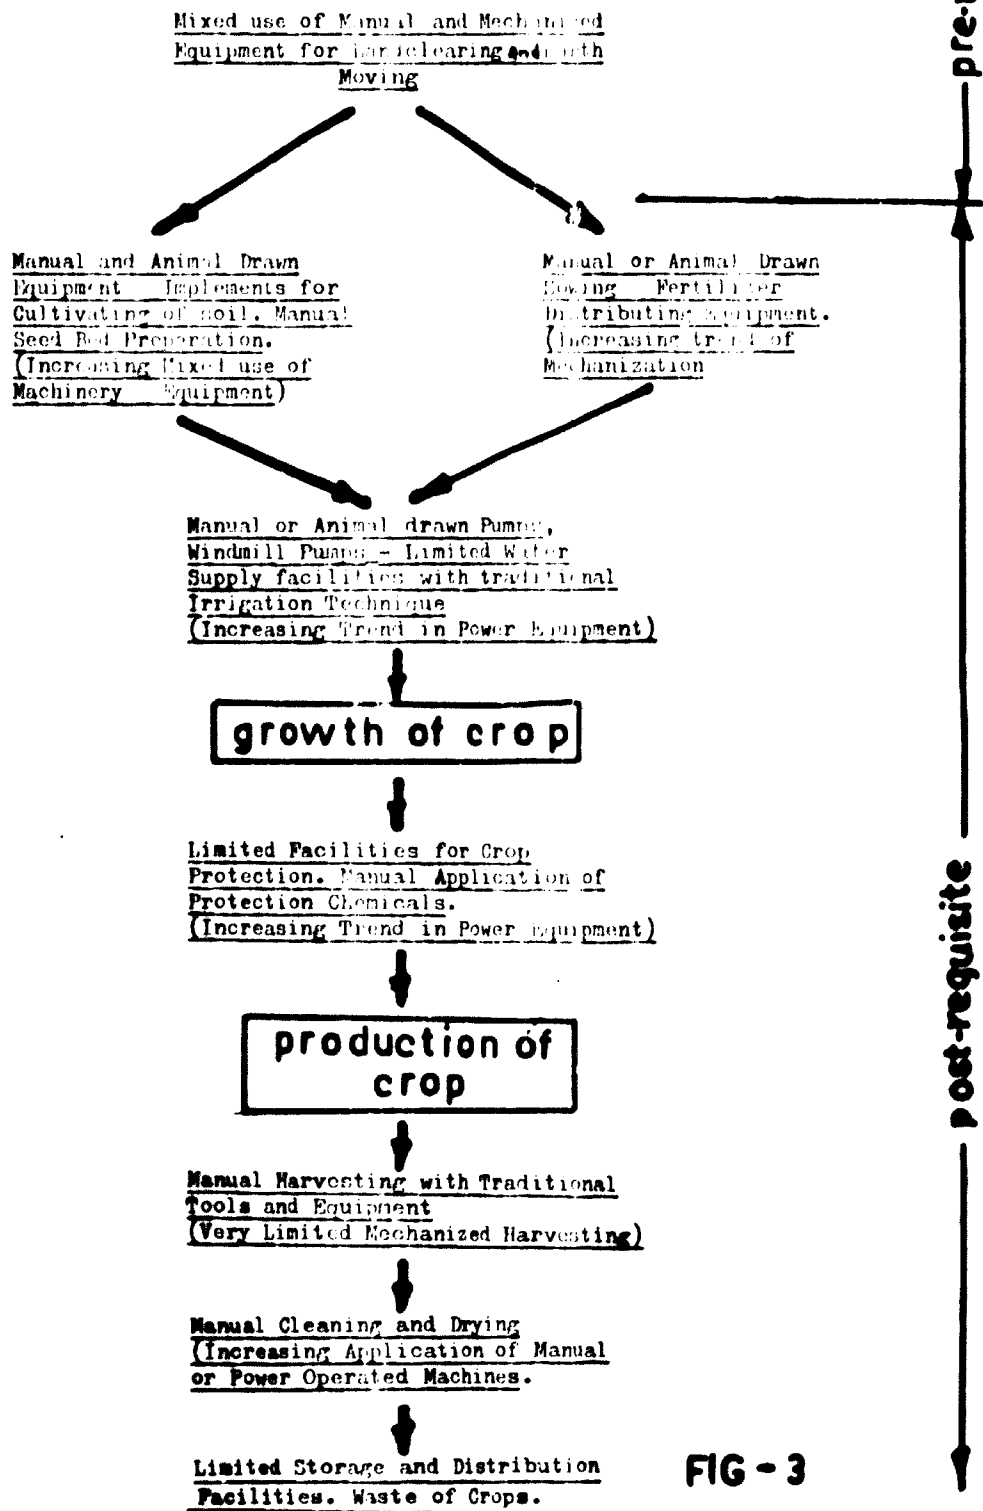 Mixed use of Manual and Mechanized
Equipment for Landclearing and Earth
Moving
pre-
Manual and Animal Drawn
Equipment Implements for
Cultivating of soil. Manual
Seed Bed Preparation.
(Increasing Mixed use of
Machinery Equipment)
Manual or Animal Drawn
Sowing Fertilizer
Distributing Equipment.
(Increasing trend of
Mechanization
Manual or Animal drawn Pumps,
Windmill Pumps - Limited Water
Supply facilities with traditional
Irrigation Technique
(Increasing Trend in Power Equipment)
growth of crop
Limited Facilities for Crop
Protection. Manual Application of
Protection Chemicals.
(Increasing Trend in Power Equipment)
production of
crop
post-requisite
Manual Harvesting with Traditional
Tools and Equipment
(Very Limited Mechanized Harvesting)
Manual Cleaning and Drying
(Increasing Application of Manual
or Power Operated Machines.
Limited Storage and Distribution
Facilities. Waste of Crops.
FIG - 3